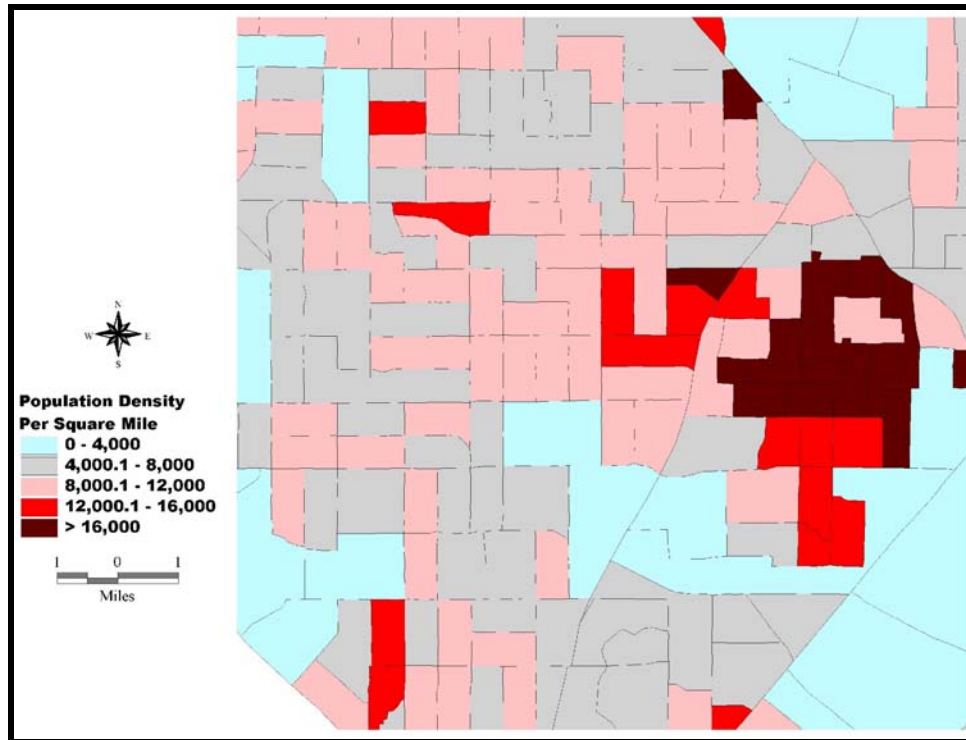 N
W E
S
Population Density
Per Square Mile
0 - 4,000
4,000.1 - 8,000
8,000.1 - 12,000
12,000.1 - 16,000
> 16,000
1 0 1
Miles